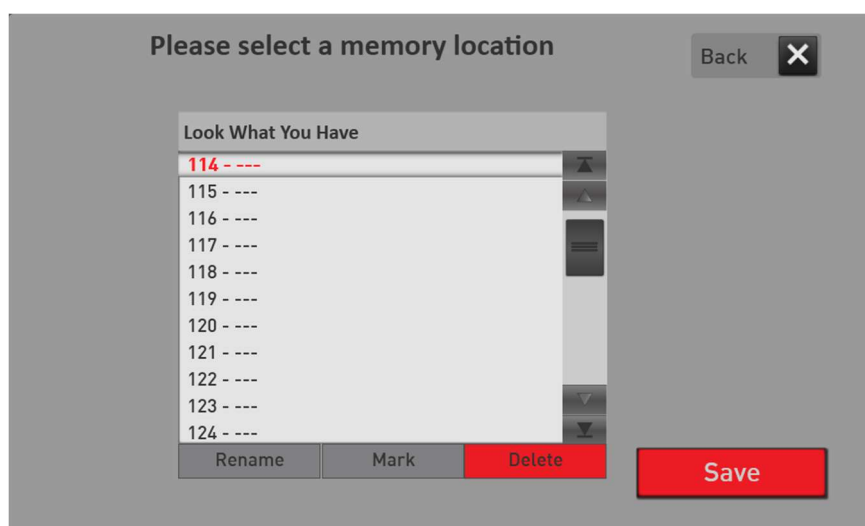 Please select a memory location
Back
Look What You Have
114 - ---
115 - ---
116 - ---
117 - ---
118 - ---
119 - ---
120 - ---
121 - ---
122 - ---
123 - ---
124 - ---
Rename Mark Delete
Save